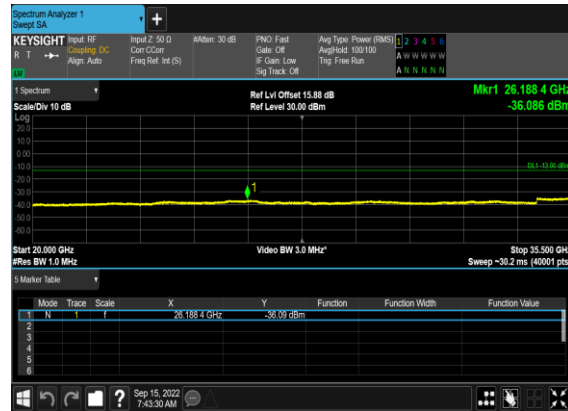 Spectrum Analyzer 1
Swept SA
+
KEYSIGHT Input: RF Input Z: 50 Ω #Atten: 30 dB PNO: Fast Avg Type: Power (RMS) 1 2 3 4 5 6
R T Coupling: DC Corr CCorr Gate: Off Avg|Hold: 100/100 A W W W W W
Align: Auto Freq Ref: Int (S) IF Gain: Low Trig: Free Run
LW Sig Track: Off A N N N N N
1 Spectrum Ref Lvl Offset 15.88 dB Mkr1 26.188 4 GHz
Scale/Div 10 dB Ref Level 30.00 dBm -36.086 dBm
Log
20.0
10.0
0.00
-10.0 DL1 -13.00 dBm
-20.0
-30.0 1
-40.0
-50.0
-60.0
Start 20.000 GHz Video BW 3.0 MHz* Stop 35.500 GHz
#Res BW 1.0 MHz Sweep ~30.2 ms (40001 pts)
5 Marker Table
Mode Trace Scale X Y Function Function Width Function Value
1 N 1 f 26.188 4 GHz -36.09 dBm
2
3
4
5
6
? Sep 15, 2022
7:43:30 AM